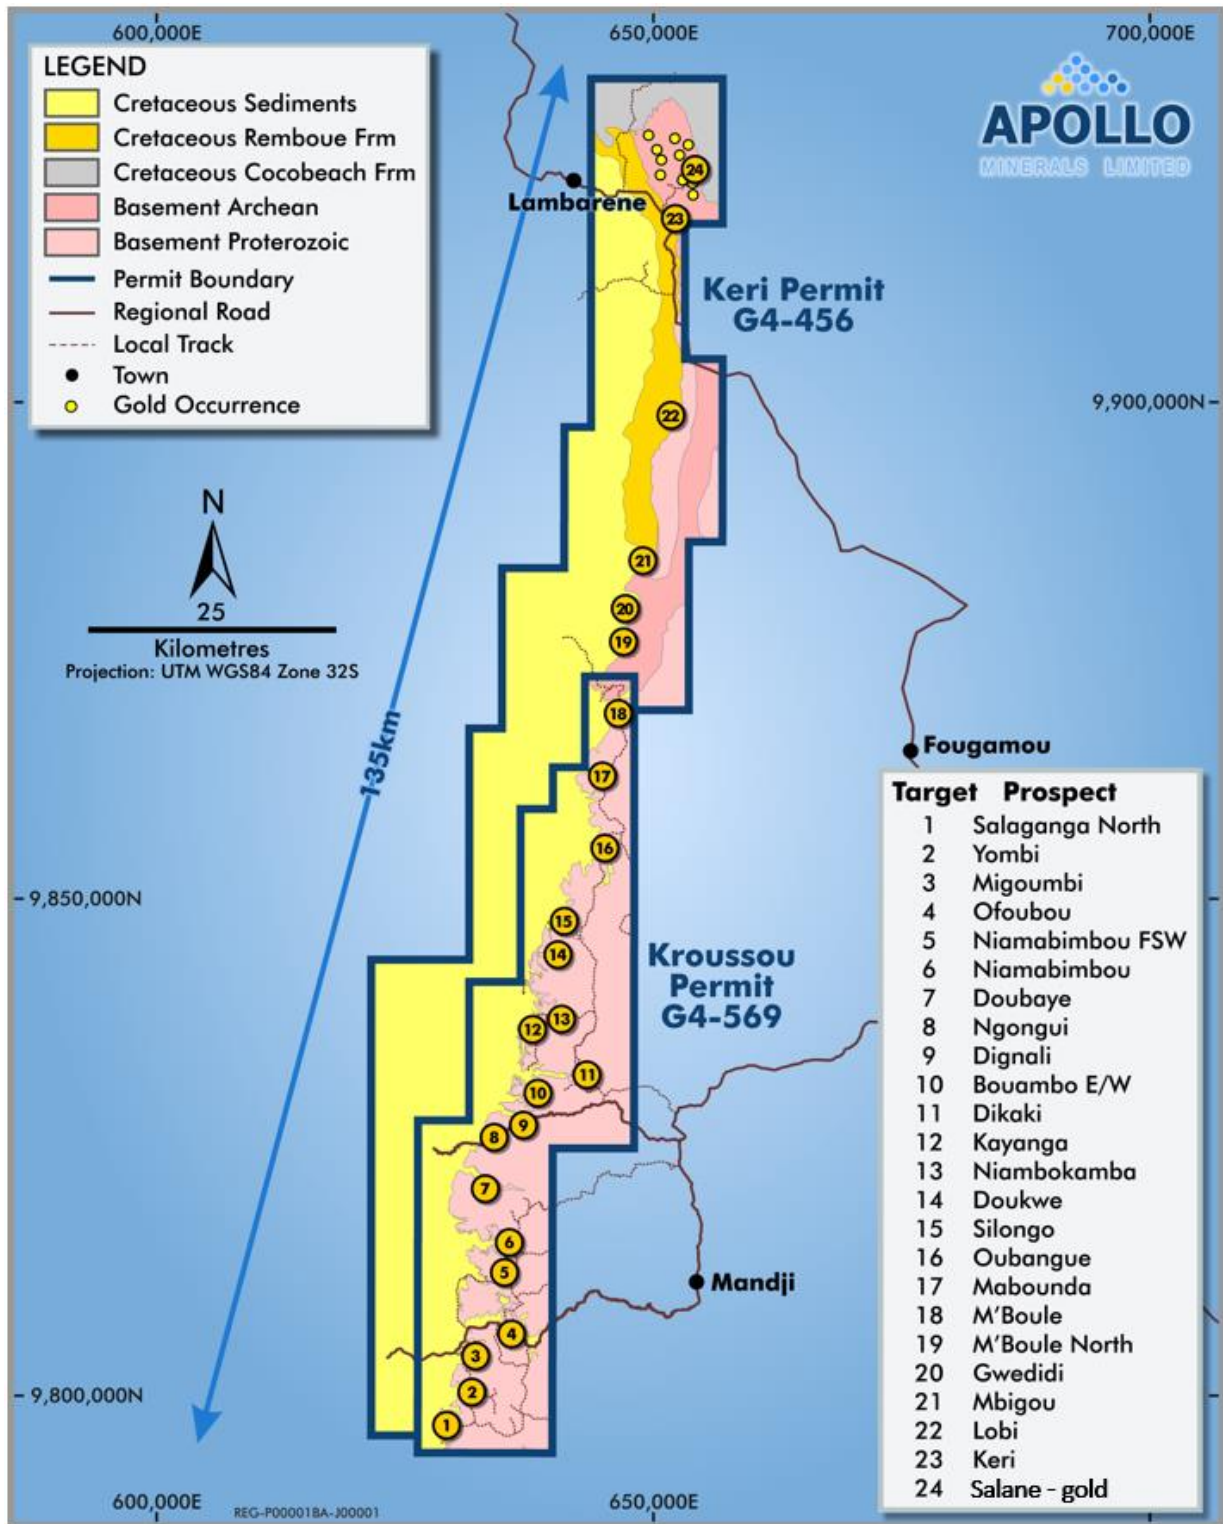 600,000E
650,000E
700,000E
LEGEND
Cretaceous Sediments
Cretaceous Remboue Frm
Cretaceous Cocobeach Frm
Basement Archean
Basement Proterozoic
Permit Boundary
Regional Road
Local Track
Town
Gold Occurrence
APOLLO
MINERALS LIMITED
Lambarene
24
23
Keri Permit
G4-456
9,900,000N
22
N
25
Kilometres
Projection: UTM WGS84 Zone 32S
21
20
19
135km
18
Fougamou
17
16
9,850,000N
15
14
Kroussou
Permit
G4-569
13
12
11
10
9
8
7
6
5
Mandji
4
3
9,800,000N
2
1
Target Prospect
1 Salaganga North
2 Yombi
3 Migoumbi
4 Ofoubou
5 Niamabimbou FSW
6 Niamabimbou
7 Doubaye
8 Ngongui
9 Dignali
10 Bouambo E/W
11 Dikaki
12 Kayanga
13 Niambokamba
14 Doukwe
15 Silongo
16 Oubangue
17 Mabounda
18 M'Boule
19 M'Boule North
20 Gwedidi
21 Mbigou
22 Lobi
23 Keri
24 Salane - gold
600,000E
REG-P00001BA-J00001
650,000E